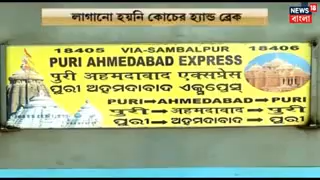 লাগানো হয়নি কোচের হ্যান্ড ব্রেক
NEWS 18
বাংলা
18405 VIA-SAMBALPUR 18406
PURI AHMEDABAD EXPRESS
पुरी अहमदाबाद एक्सप्रेस
ପୁରୀ ଅହମଦାବାଦ ଏକ୍ସପ୍ରେସ
PURI AHMEDABAD PURI
पुरी अहमदाबाद पुरी
ପୁରୀ ଅହମଦାବାଦ ପୁରୀ